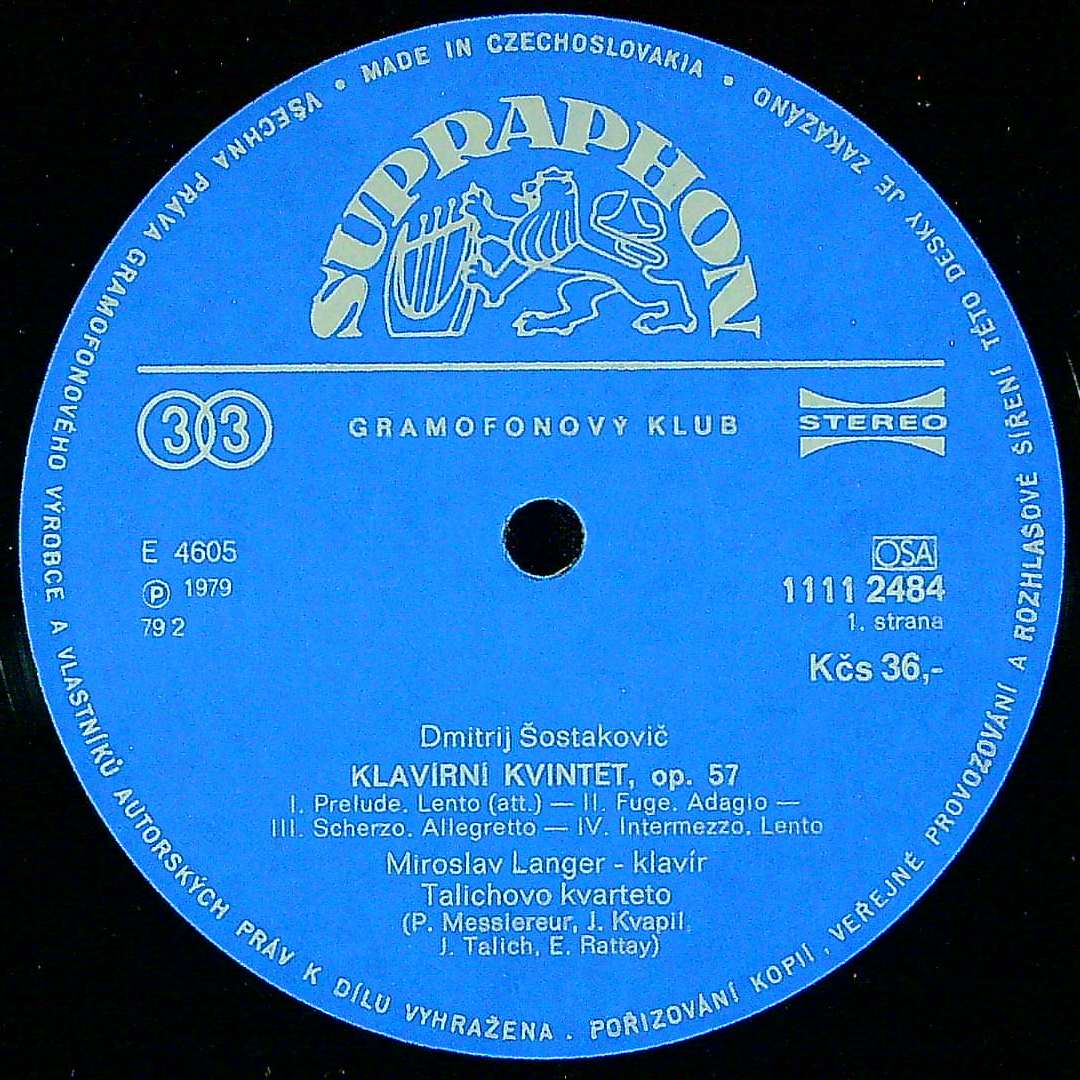 MADE IN CZECHOSLOVAKIA
VŠECHNA PRÁVA GRAMOFONOVÉHO VÝROBCE A VLASTNÍKŮ AUTORSKÝCH PRÁV K DÍLU VYHRAŽENA . POŘIZOVÁNÍ KOPIÍ , VEŘEJNÉ PROVOZOVÁNÍ A ROZHLASOVÉ ŠÍŘENÍ TÉTO DESKY JE ZAKÁZÁNO
SUPRAPHON
33
GRAMOFONOVÝ KLUB
STEREO
E 4605
Ⓟ 1979
79 2
OSA
1111 2484
1. strana
Kčs 36,-
Dmitrij Šostakovič
KLAVÍRNÍ KVINTET, op. 57
I. Prelude. Lento (att.) — II. Fuge. Adagio —
III. Scherzo. Allegretto — IV. Intermezzo. Lento
Miroslav Langer - klavír
Talichovo kvarteto
(P. Messiereur, J. Kvapil,
J. Talich, E. Rattay)